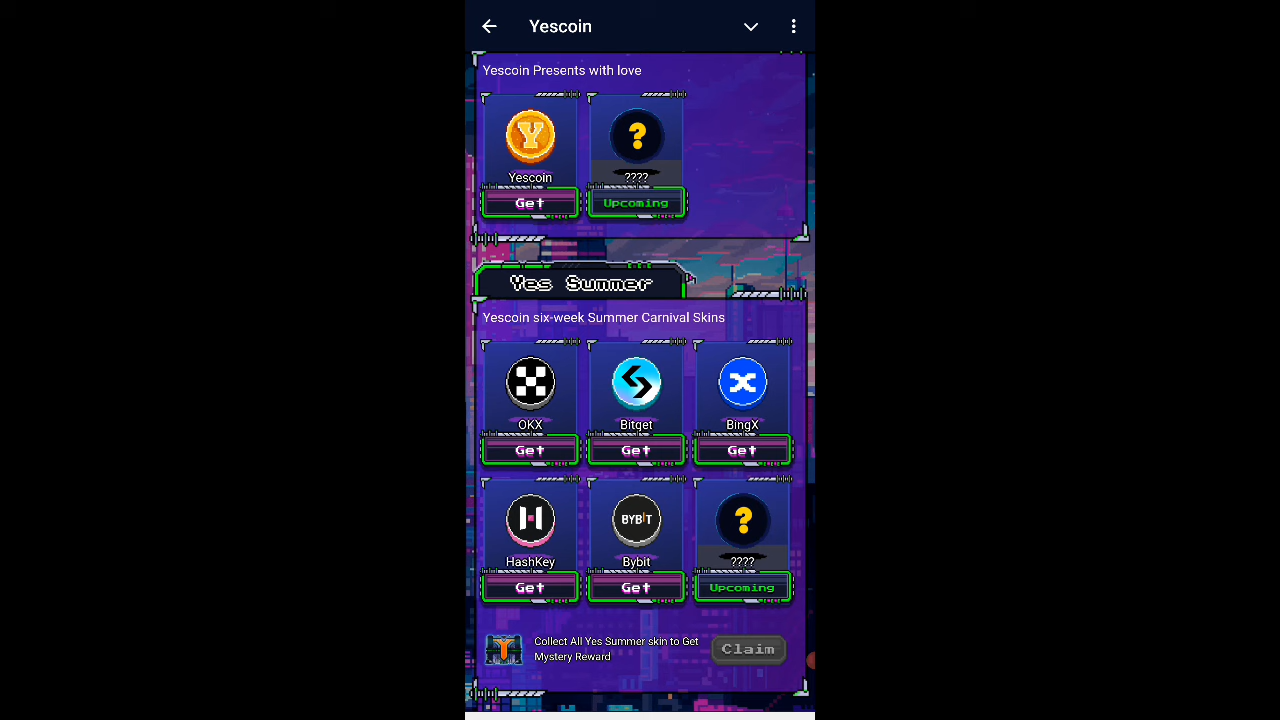 Yescoin
Yescoin Presents with love
Y
?
?
Yescoin
????
Get
Upcoming
Yes Summer
Yescoin six-week Summer Carnival Skins
OKX
Bitget
BingX
Get
Get
Get
BYBIT
?
HashKey
Bybit
????
Get
Get
Upcoming
Collect All Yes Summer skin to Get
Mystery Reward
Claim